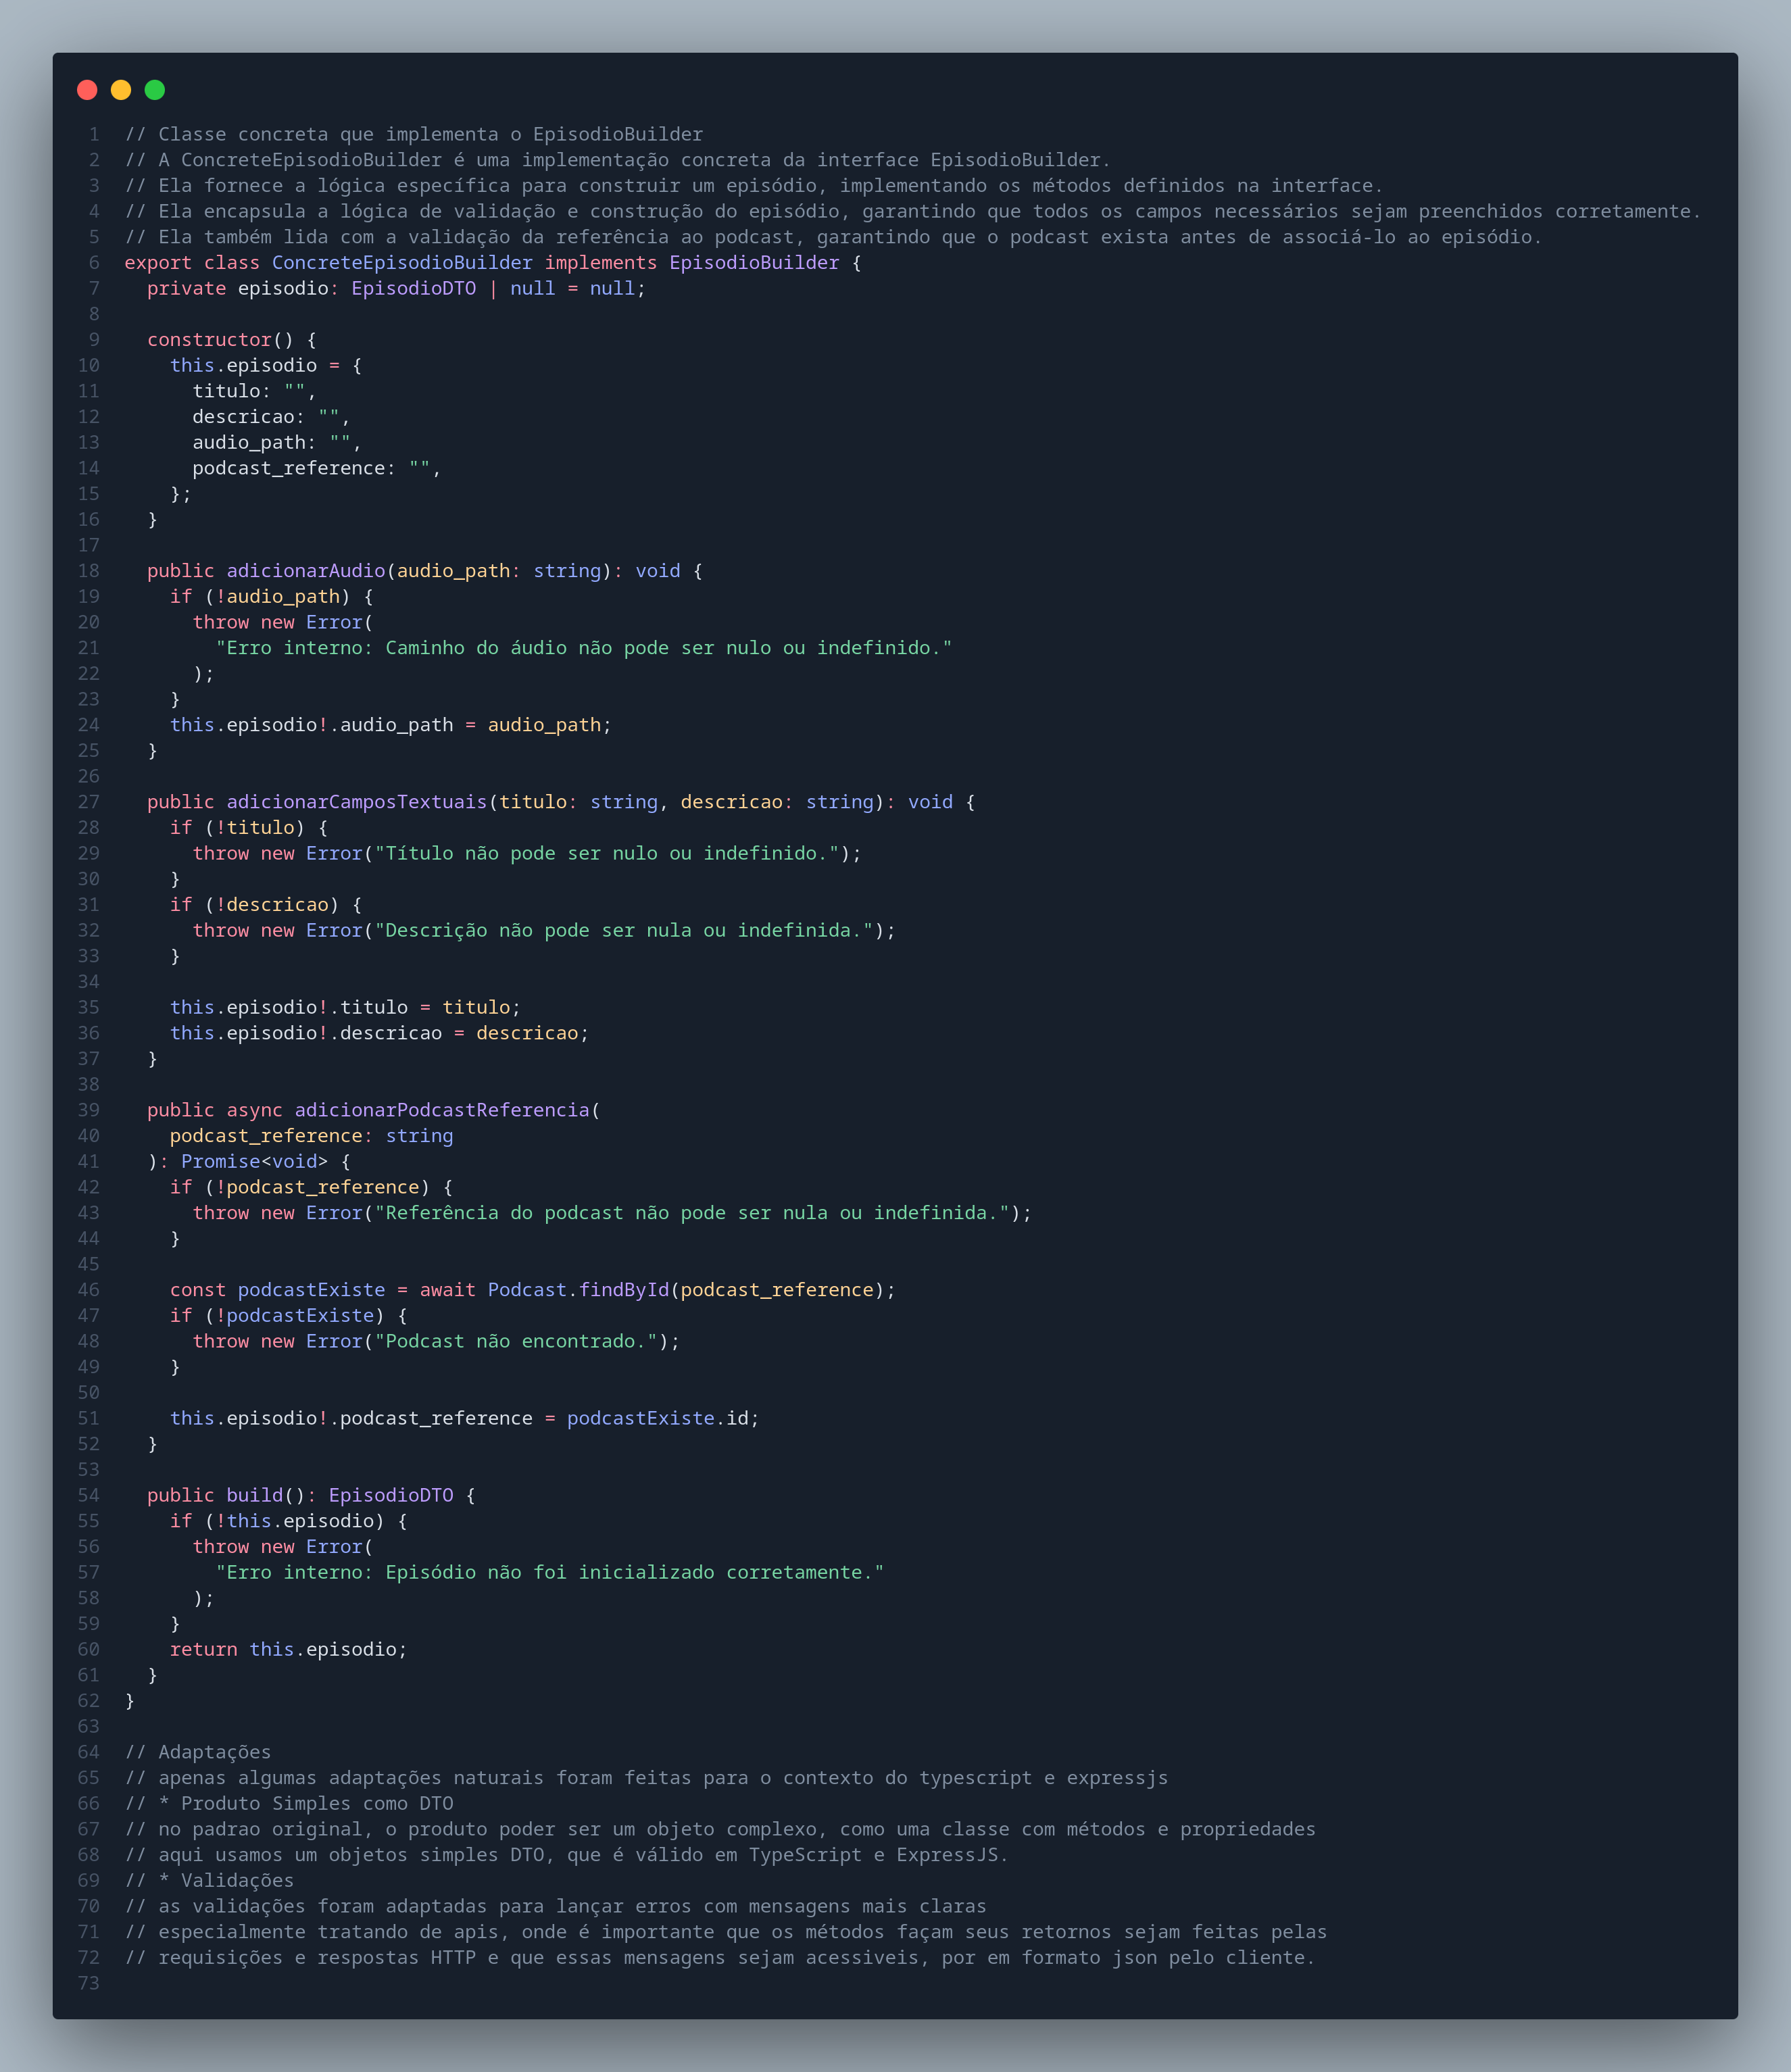 1 // Classe concreta que implementa o EpisodioBuilder
2 // A ConcreteEpisodioBuilder é uma implementação concreta da interface EpisodioBuilder.
3 // Ela fornece a lógica específica para construir um episódio, implementando os métodos definidos na interface.
4 // Ela encapsula a lógica de validação e construção do episódio, garantindo que todos os campos necessários sejam preenchidos corretamente.
5 // Ela também lida com a validação da referência ao podcast, garantindo que o podcast exista antes de associá-lo ao episódio.
6 export class ConcreteEpisodioBuilder implements EpisodioBuilder {
7   private episodio: EpisodioDTO | null = null;
8
9   constructor() {
10     this.episodio = {
11       titulo: "",
12       descricao: "",
13       audio_path: "",
14       podcast_reference: "",
15     };
16   }
17
18   public adicionarAudio(audio_path: string): void {
19     if (!audio_path) {
20       throw new Error(
21         "Erro interno: Caminho do áudio não pode ser nulo ou indefinido."
22       );
23     }
24     this.episodio!.audio_path = audio_path;
25   }
26
27   public adicionarCamposTextuais(titulo: string, descricao: string): void {
28     if (!titulo) {
29       throw new Error("Título não pode ser nulo ou indefinido.");
30     }
31     if (!descricao) {
32       throw new Error("Descrição não pode ser nula ou indefinida.");
33     }
34
35     this.episodio!.titulo = titulo;
36     this.episodio!.descricao = descricao;
37   }
38
39   public async adicionarPodcastReferencia(
40     podcast_reference: string
41   ): Promise<void> {
42     if (!podcast_reference) {
43       throw new Error("Referência do podcast não pode ser nula ou indefinida.");
44     }
45
46     const podcastExiste = await Podcast.findById(podcast_reference);
47     if (!podcastExiste) {
48       throw new Error("Podcast não encontrado.");
49     }
50
51     this.episodio!.podcast_reference = podcastExiste.id;
52   }
53
54   public build(): EpisodioDTO {
55     if (!this.episodio) {
56       throw new Error(
57         "Erro interno: Episódio não foi inicializado corretamente."
58       );
59     }
60     return this.episodio;
61   }
62 }
63
64 // Adaptações
65 // apenas algumas adaptações naturais foram feitas para o contexto do typescript e expressjs
66 // * Produto Simples como DTO
67 // no padrao original, o produto poder ser um objeto complexo, como uma classe com métodos e propriedades
68 // aqui usamos um objetos simples DTO, que é válido em TypeScript e ExpressJS.
69 // * Validações
70 // as validações foram adaptadas para lançar erros com mensagens mais claras
71 // especialmente tratando de apis, onde é importante que os métodos façam seus retornos sejam feitas pelas
72 // requisições e respostas HTTP e que essas mensagens sejam acessiveis, por em formato json pelo cliente.
73